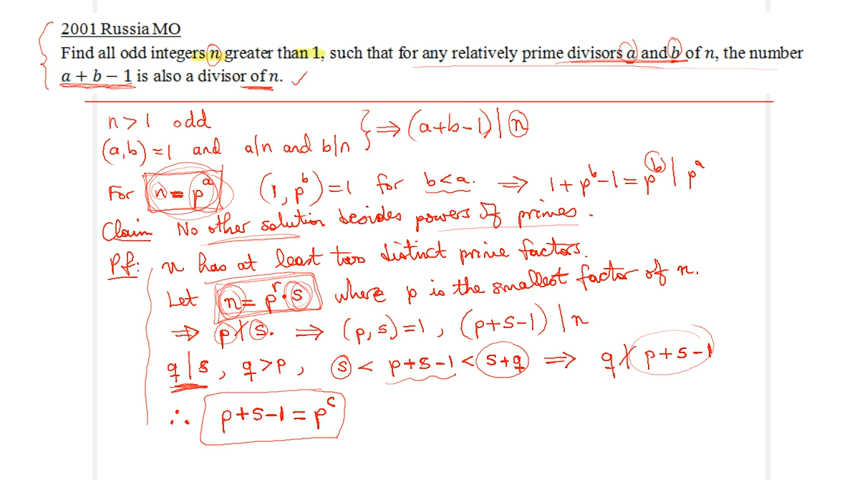 2001 Russia MO
Find all odd integers n greater than 1, such that for any relatively prime divisors a and b of n, the number
a + b − 1 is also a divisor of n. ✓
n > 1 odd
(a,b) = 1 and a|n and b|n } ⇒ (a+b−1) | n
For n = p^a (1, p^b) = 1 for b < a. ⇒ 1 + p^b − 1 = p^b | p^a
Claim No other solution besides powers of primes.
Pf: n has at least two distinct prime factors.
Let n = p^r · s where p is the smallest factor of n.
⇒ p ∤ s. ⇒ (p, s) = 1, (p+s−1) | n
q | s, q > p, s < p+s−1 < s+q ⇒ q ∤ p+s−1
∴ p+s−1 = p^c